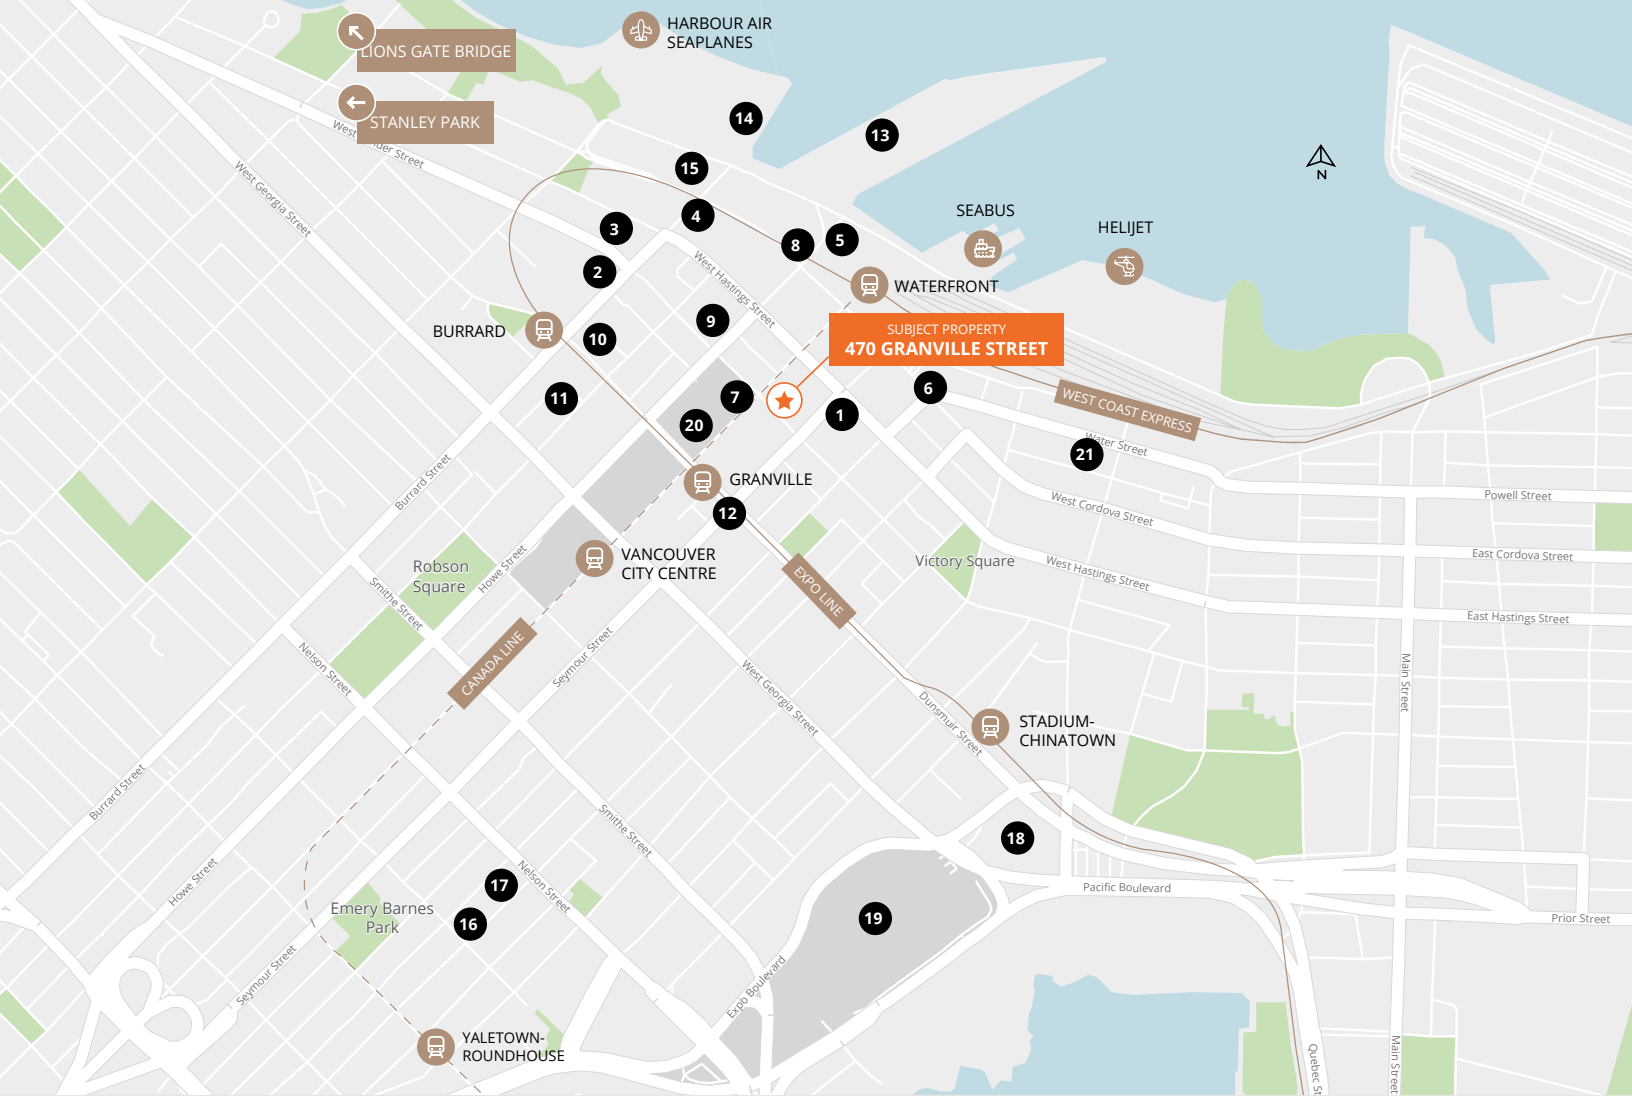 HARBOUR AIR
SEAPLANES
LIONS GATE BRIDGE
STANLEY PARK
West
der Street
14
13
15
West Georgia Street
N
SEABUS
HELIJET
4
3
8
5
2
West Hastings Street
WATERFRONT
BURRARD
9
10
SUBJECT PROPERTY
470 GRANVILLE STREET
11
7
6
1
20
WEST COAST EXPRESS
Water Street
21
GRANVILLE
12
Burrard Street
West Cordova Street
Powell Street
VANCOUVER
CITY CENTRE
Robson
Square
Howe Street
Victory Square
East Cordova Street
West Hastings Street
EXPO LINE
Smithe Street
East Hastings Street
Nelson Street
CANADA LINE
Seymour Street
West Georgia Street
Main Street
Dunsmuir Street
STADIUM-
CHINATOWN
Burrard Street
Smithe Street
18
Howe Street
17
Nelson Street
Pacific Boulevard
Emery Barnes
Park
16
19
Prior Street
Seymour Street
Expo Boulevard
YALETOWN-
ROUNDHOUSE
Quebec St
Main Street